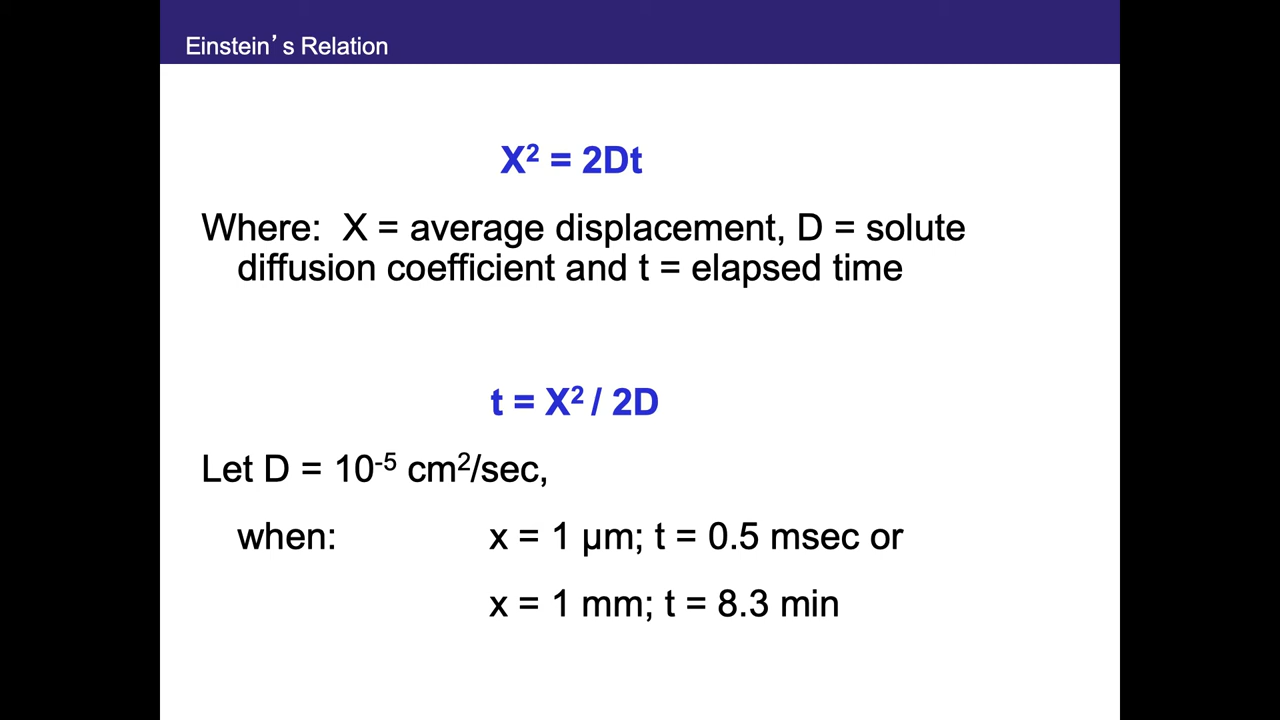 Einstein’s Relation
X² = 2Dt
Where: X = average displacement, D = solute
diffusion coefficient and t = elapsed time
t = X² / 2D
Let D = 10⁻⁵ cm²/sec,
when: x = 1 µm; t = 0.5 msec or
x = 1 mm; t = 8.3 min